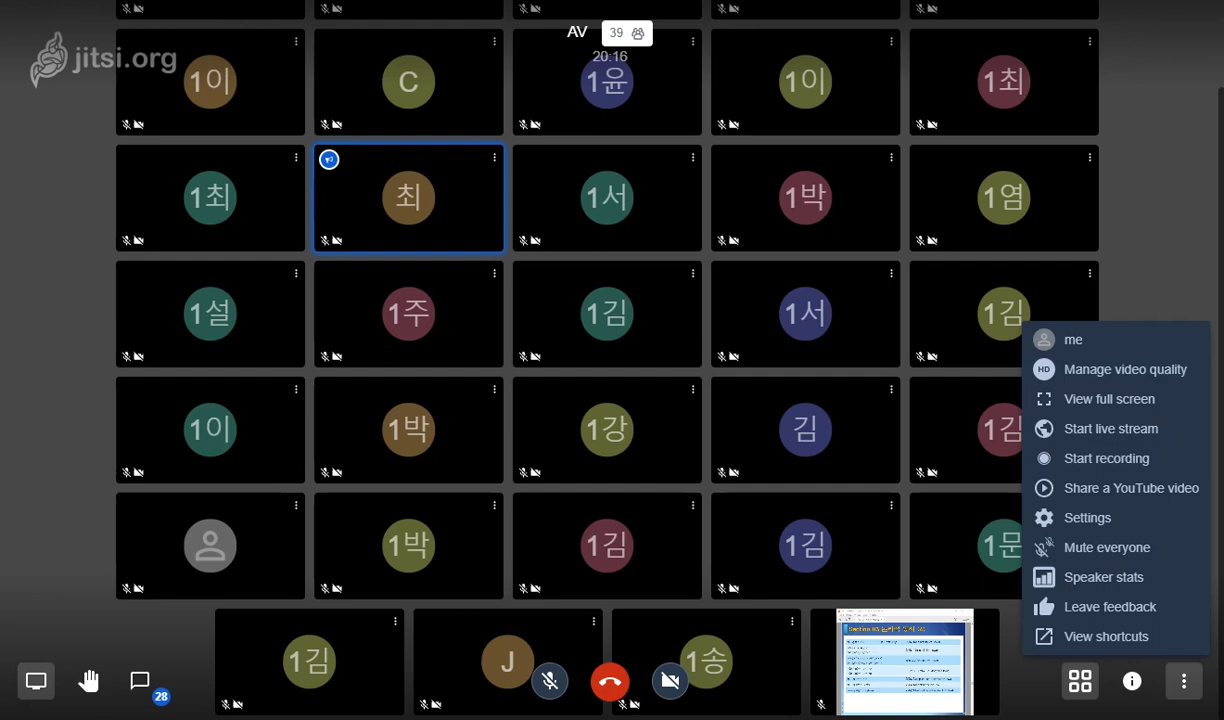 jitsi.org
AV 39
20:16
1이 C 1윤 1이 1최
1최 최 1서 1박 1염
1설 1주 1김 1서 1김
me
Manage video quality
View full screen
1이 1박 1강 김 1김
Start live stream
Start recording
Share a YouTube video
Settings
1박 1김 1김 1문
Mute everyone
Speaker stats
Leave feedback
View shortcuts
1김 J 1송
28
HD